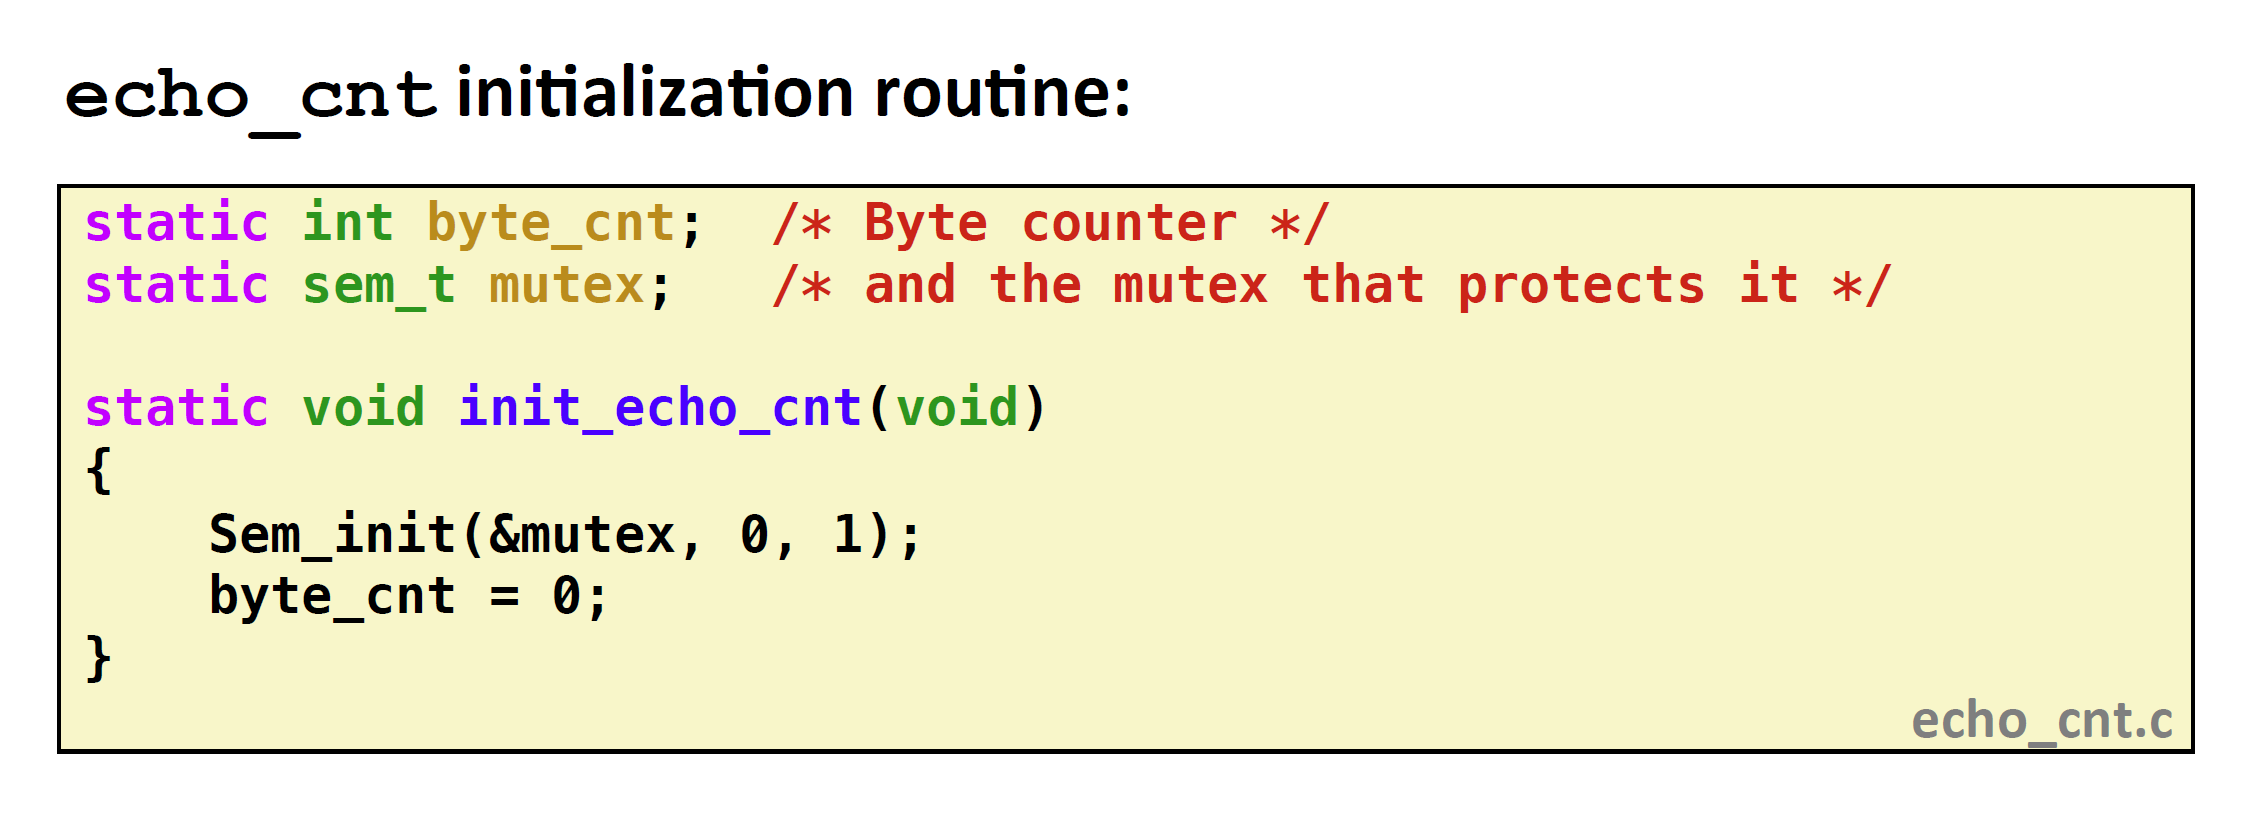 echo_cnt initialization routine:
static int byte_cnt;  /* Byte counter */
static sem_t mutex;   /* and the mutex that protects it */
static void init_echo_cnt(void)
{
    Sem_init(&mutex, 0, 1);
    byte_cnt = 0;
}
echo_cnt.c